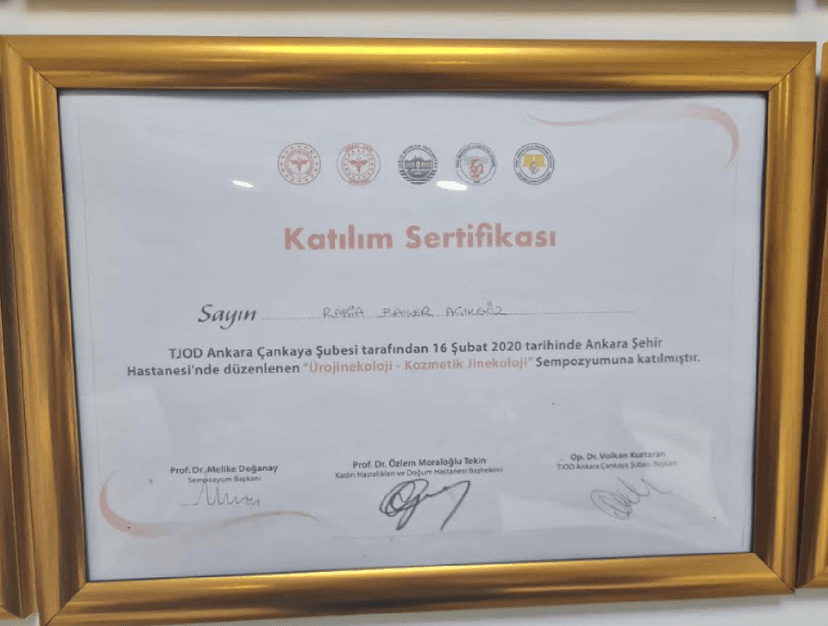 Katılım Sertifikası
Sayın RABİA BANER AÇIKGÖZ
TJOD Ankara Çankaya Şubesi tarafından 16 Şubat 2020 tarihinde Ankara Şehir
Hastanesi'nde düzenlenen "Ürojinekoloji - Kozmetik Jinekoloji" Sempozyumuna katılmıştır.
Prof. Dr. Melike Doğanay
Sempozyum Başkanı
Prof. Dr. Özlem Moraloğlu Tekin
Kadın Hastalıkları ve Doğum Hastanesi Başhekimi
Op. Dr. Volkan Kurtaran
TJOD Ankara Çankaya Şubesi Başkanı